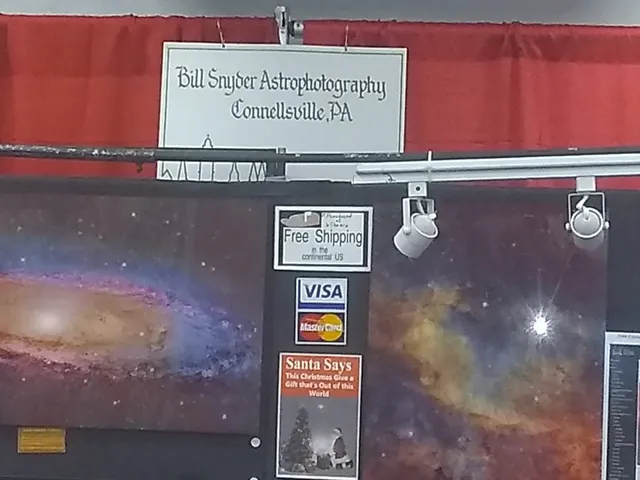 Bill Snyder Astrophotography
Connellsville, PA
Free Shipping
in the
continental US
VISA
MasterCard
Santa Says
This Christmas Give a
Gift that's Out of this
World